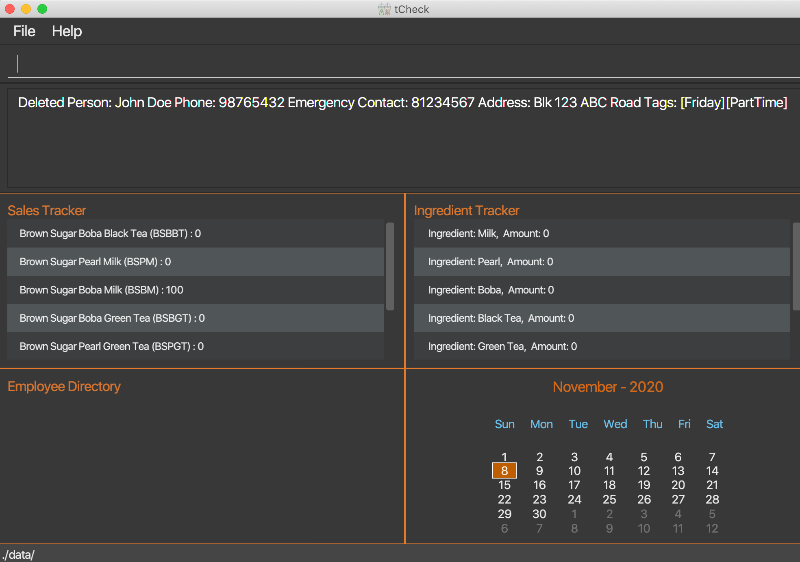 tCheck
File Help
Deleted Person: John Doe Phone: 98765432 Emergency Contact: 81234567 Address: Blk 123 ABC Road Tags: [Friday][PartTime]
Sales Tracker
Brown Sugar Boba Black Tea (BSBBT) : 0
Brown Sugar Pearl Milk (BSPM) : 0
Brown Sugar Boba Milk (BSBM) : 100
Brown Sugar Boba Green Tea (BSBGT) : 0
Brown Sugar Pearl Green Tea (BSPGT) : 0
Ingredient Tracker
Ingredient: Milk, Amount: 0
Ingredient: Pearl, Amount: 0
Ingredient: Boba, Amount: 0
Ingredient: Black Tea, Amount: 0
Ingredient: Green Tea, Amount: 0
Employee Directory
November - 2020
Sun Mon Tue Wed Thu Fri Sat
1 2 3 4 5 6 7
8 9 10 11 12 13 14
15 16 17 18 19 20 21
22 23 24 25 26 27 28
29 30 1 2 3 4 5
6 7 8 9 10 11 12
./data/